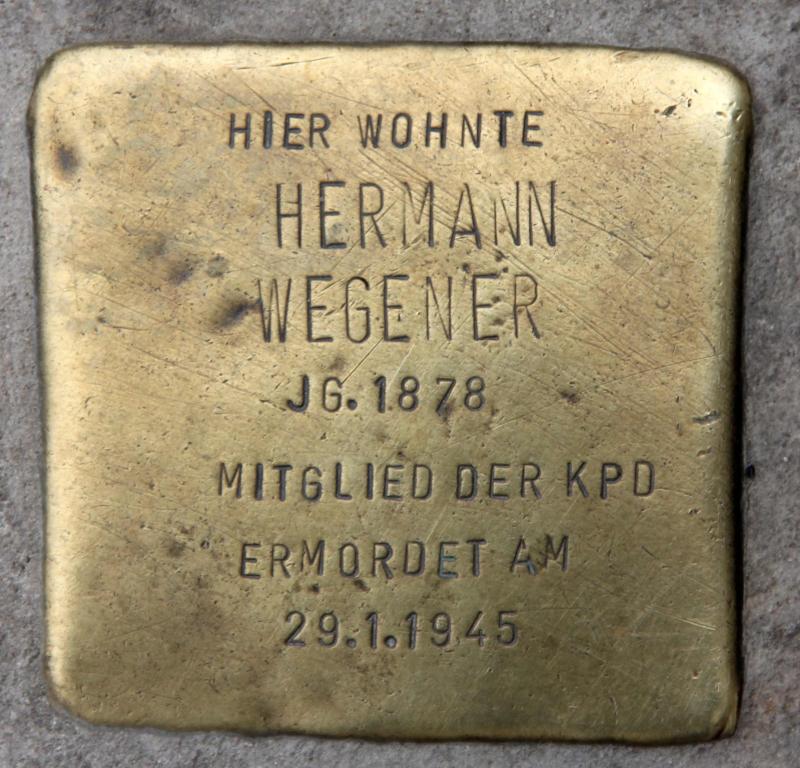 HIER WOHNTE
HERMANN
WEGENER
JG. 1878
MITGLIED DER KPD
ERMORDET AM
29.1.1945